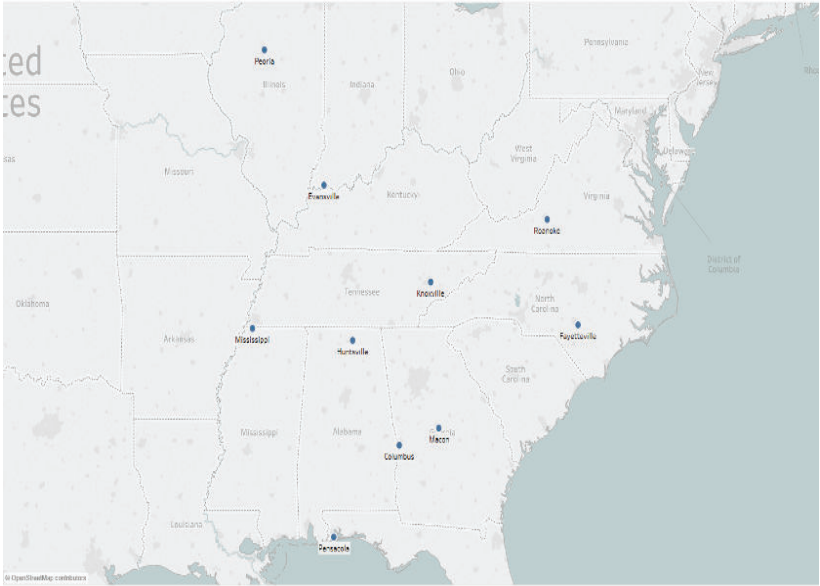 ted
tes
Peoria
Illinois
Indiana
Ohio
Pennsylvania
New
Jersey
Rhode
Maryland
Delaware
West
Virginia
Missouri
Evansville
Kentucky
Virginia
Roanoke
District of
Columbia
Oklahoma
Arkansas
Tennessee
Knoxville
North
Carolina
Fayetteville
Mississippi
Huntsville
South
Carolina
Mississippi
Alabama
Macon
Columbus
Louisiana
Pensacola
© OpenStreetMap contributors